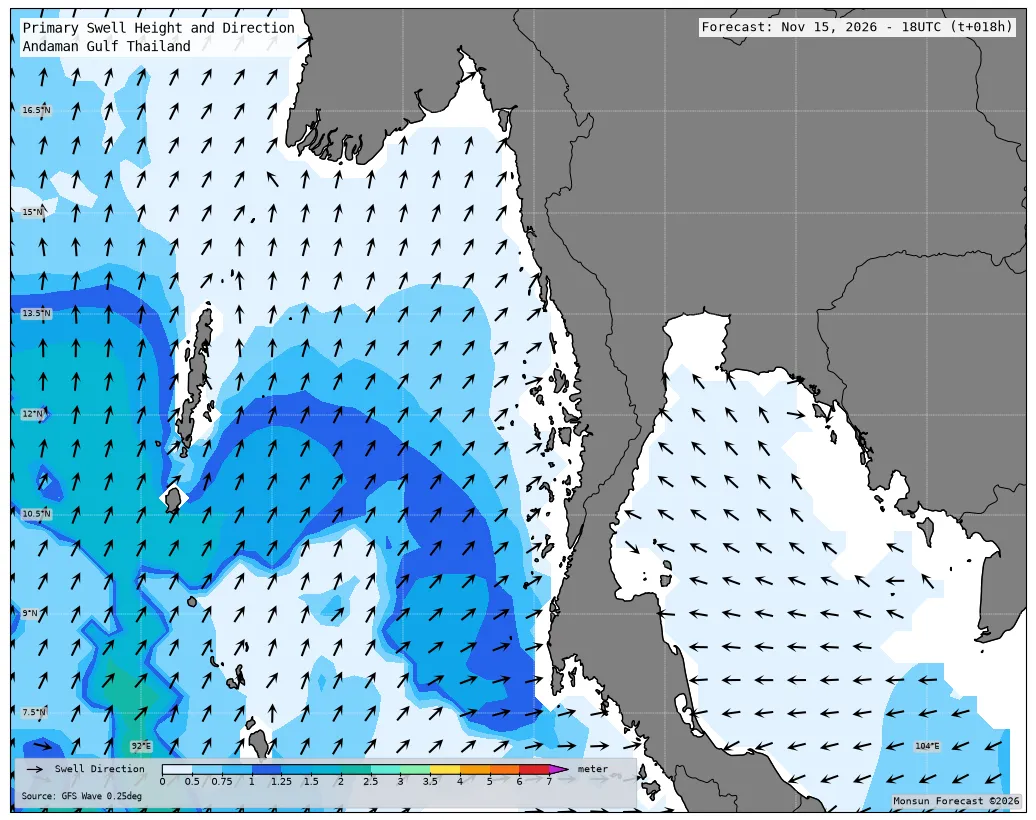 Primary Swell Height and Direction
Andaman Gulf Thailand
Forecast: Nov 15, 2026 - 18UTC (t+018h)
16.5°N
15°N
13.5°N
12°N
10.5°N
9°N
7.5°N
92°E
104°E
Swell Direction
meter
0 0.5 0.75 1 1.25 1.5 2 2.5 3 3.5 4 5 6 7
Source: GFS Wave 0.25deg
Monsun Forecast ©2026